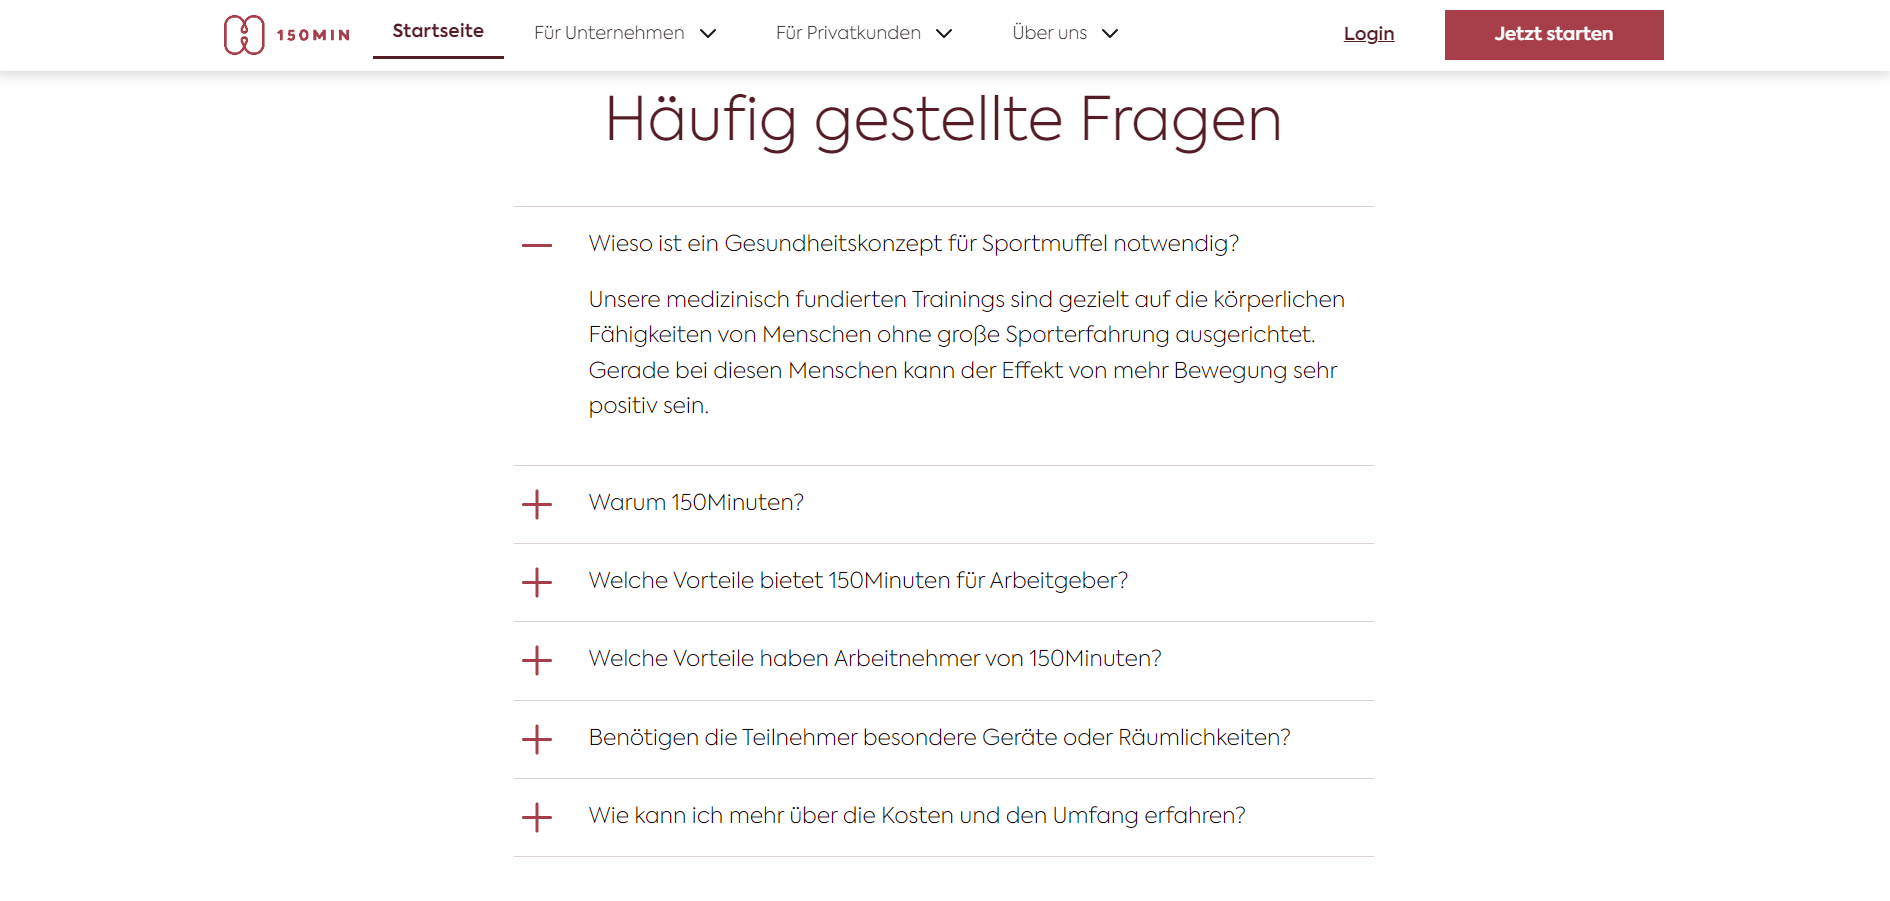 150MIN
Startseite
Für Unternehmen
Für Privatkunden
Über uns
Login
Jetzt starten
Häufig gestellte Fragen
Wieso ist ein Gesundheitskonzept für Sportmuffel notwendig?
Unsere medizinisch fundierten Trainings sind gezielt auf die körperlichen
Fähigkeiten von Menschen ohne große Sporterfahrung ausgerichtet.
Gerade bei diesen Menschen kann der Effekt von mehr Bewegung sehr
positiv sein.
Warum 150Minuten?
Welche Vorteile bietet 150Minuten für Arbeitgeber?
Welche Vorteile haben Arbeitnehmer von 150Minuten?
Benötigen die Teilnehmer besondere Geräte oder Räumlichkeiten?
Wie kann ich mehr über die Kosten und den Umfang erfahren?